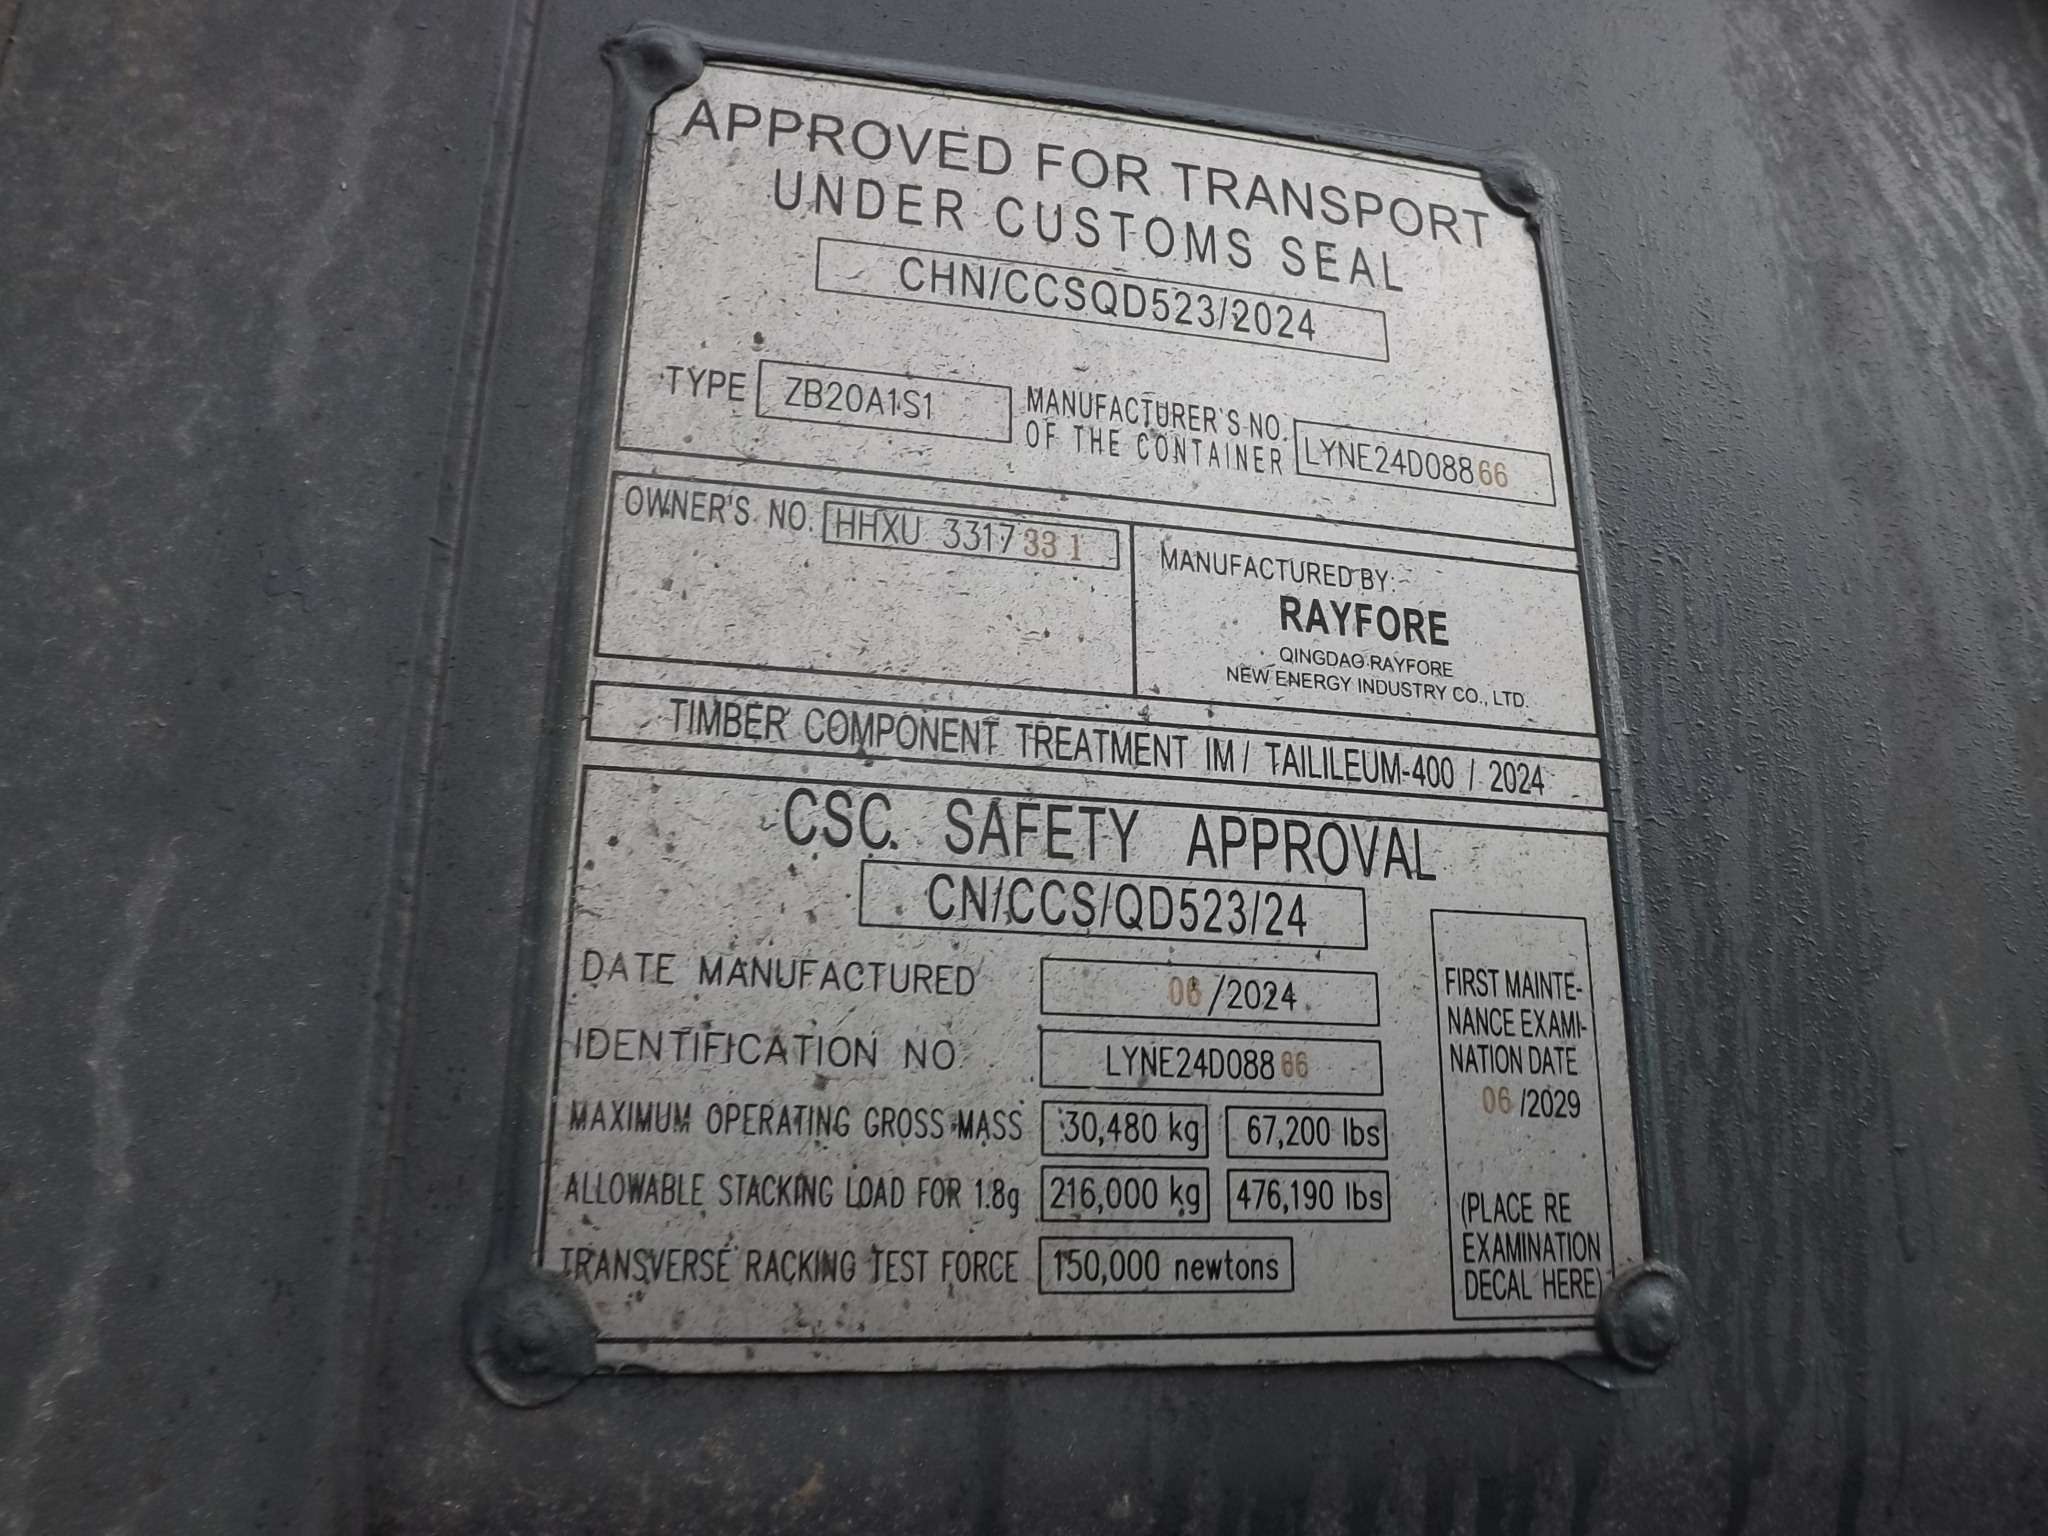 APPROVED FOR TRANSPORT
UNDER CUSTOMS SEAL
CHN/CCSQD523/2024
TYPE ZB20A1S1 MANUFACTURER'S NO. OF THE CONTAINER LYNE24D08866
OWNER'S NO. HHXU 3317331
MANUFACTURED BY:
RAYFORE
QINGDAO RAYFORE
NEW ENERGY INDUSTRY CO., LTD.
TIMBER COMPONENT TREATMENT IM / TAILILEUM-400 / 2024
CSC SAFETY APPROVAL
CN/CCS/QD523/24
DATE MANUFACTURED 06/2024
IDENTIFICATION NO LYNE24D08866
MAXIMUM OPERATING GROSS MASS 30,480 kg 67,200 lbs
ALLOWABLE STACKING LOAD FOR 1.8g 216,000 kg 476,190 lbs
TRANSVERSE RACKING TEST FORCE 150,000 newtons
FIRST MAINTE-
NANCE EXAMI-
NATION DATE
06 /2029
(PLACE RE
EXAMINATION
DECAL HERE)